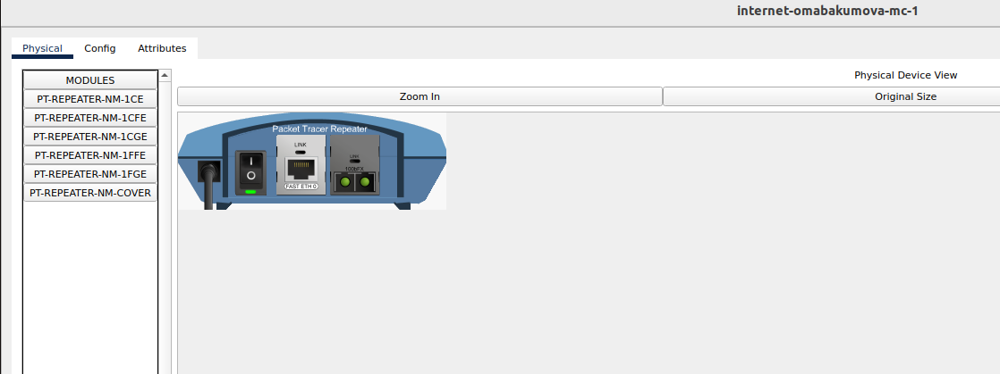 internet-omabakumova-mc-1
Physical Config Attributes
MODULES
PT-REPEATER-NM-1CE
PT-REPEATER-NM-1CFE
PT-REPEATER-NM-1CGE
PT-REPEATER-NM-1FFE
PT-REPEATER-NM-1FGE
PT-REPEATER-NM-COVER
Physical Device View
Zoom In Original Size
Packet Tracer Repeater
LINK
LINK
100bFX
FAST ETH 0